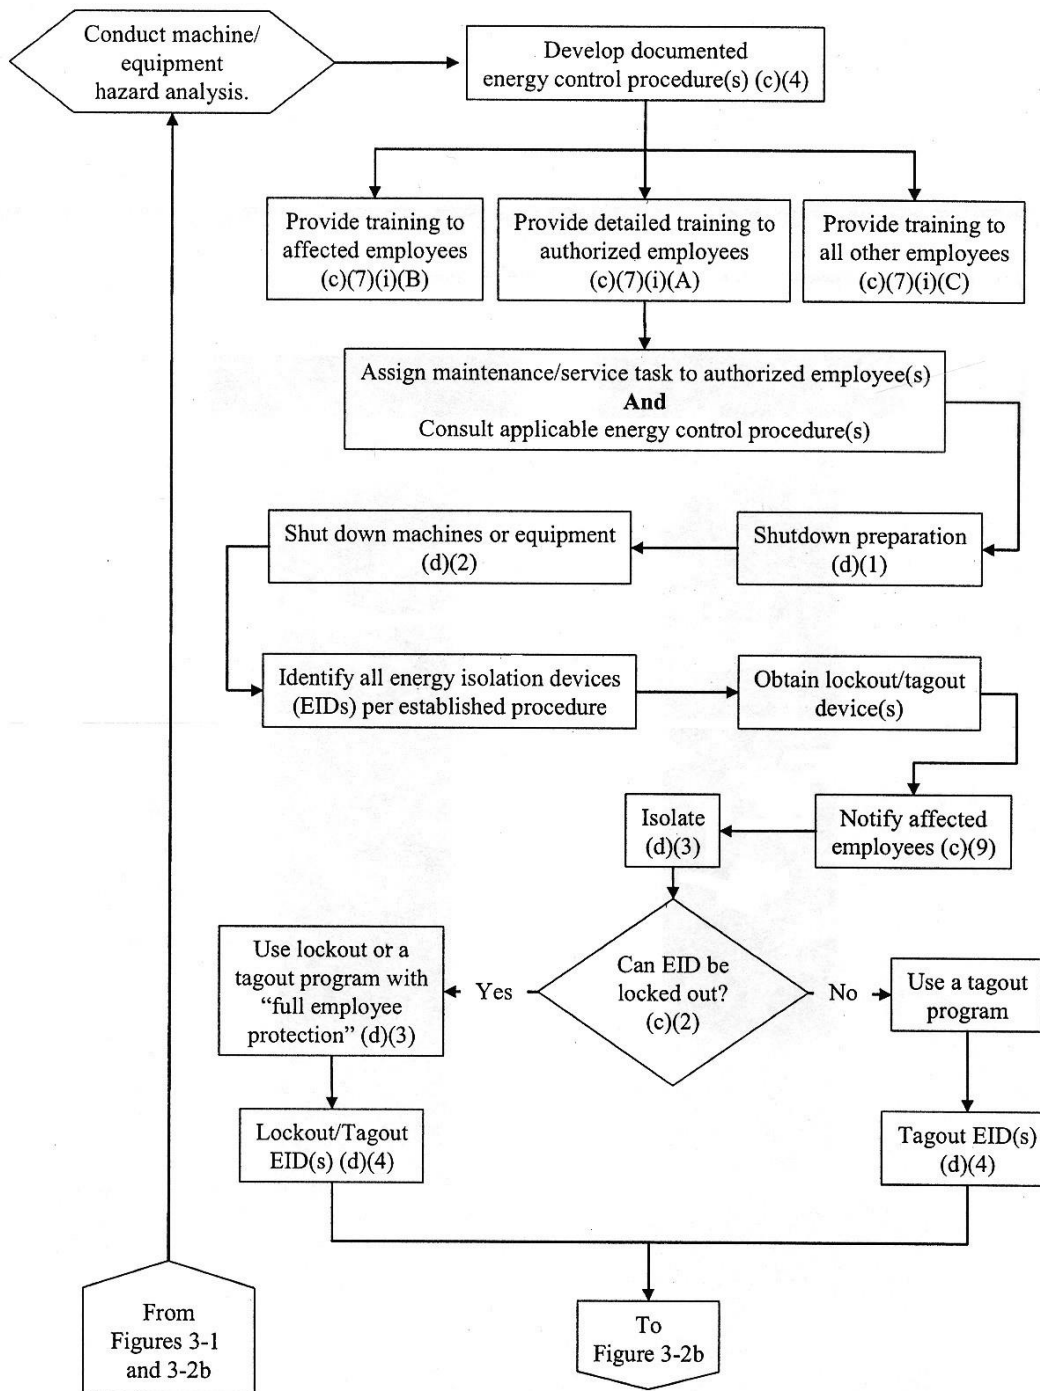 Conduct machine/
equipment
hazard analysis.
Develop documented
energy control procedure(s) (c)(4)
Provide training to
affected employees
(c)(7)(i)(B)
Provide detailed training to
authorized employees
(c)(7)(i)(A)
Provide training to
all other employees
(c)(7)(i)(C)
Assign maintenance/service task to authorized employee(s)
And
Consult applicable energy control procedure(s)
Shut down machines or equipment
(d)(2)
Shutdown preparation
(d)(1)
Identify all energy isolation devices
(EIDs) per established procedure
Obtain lockout/tagout
device(s)
Isolate
(d)(3)
Notify affected
employees (c)(9)
Use lockout or a
tagout program with
“full employee
protection” (d)(3)
Yes
Can EID be
locked out?
(c)(2)
No
Use a tagout
program
Lockout/Tagout
EID(s) (d)(4)
Tagout EID(s)
(d)(4)
From
Figures 3-1
and 3-2b
To
Figure 3-2b